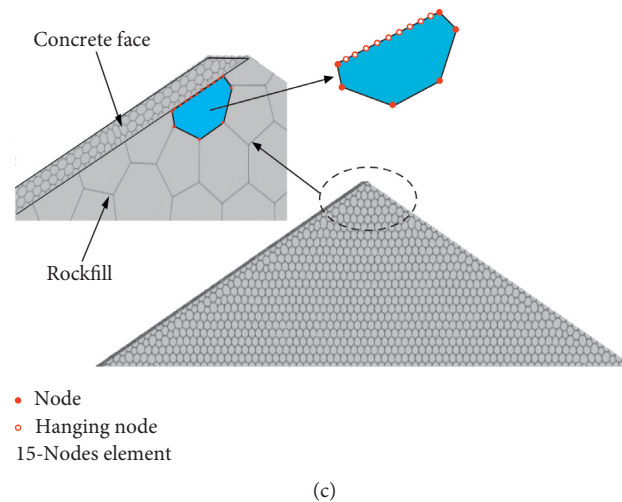 Concrete face
Rockfill
Node
Hanging node
15-Nodes element
(c)